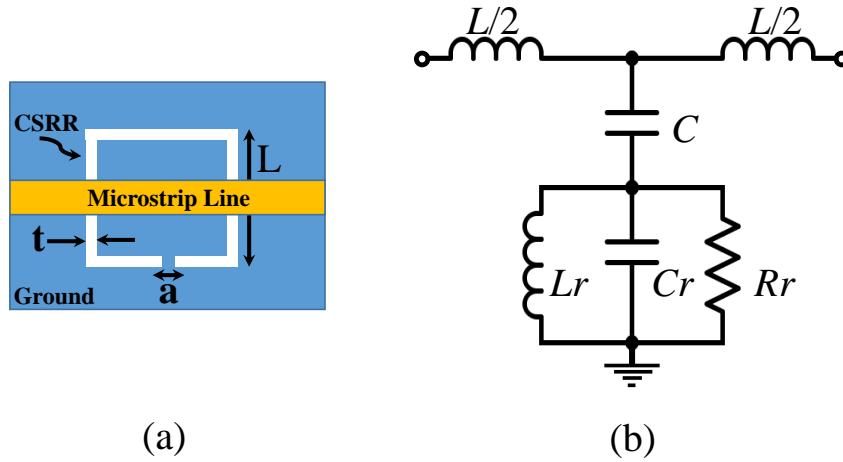 CSRR
L
Microstrip Line
t
a
Ground
(a)
L/2
L/2
C
Lr
Cr
Rr
(b)